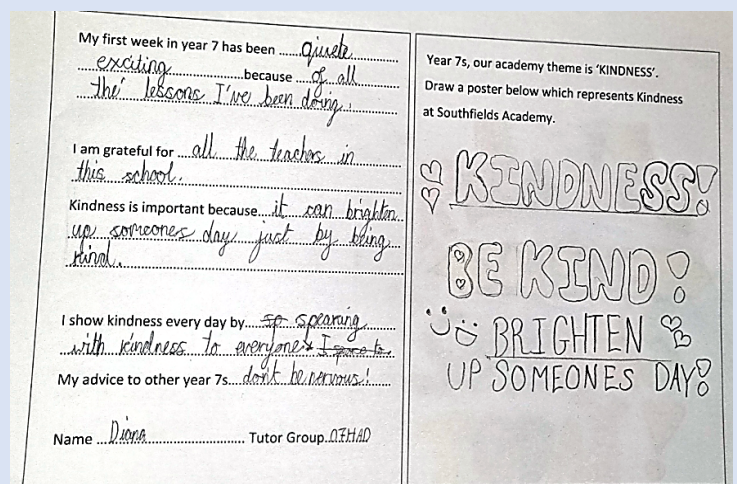 My first week in year 7 has been quiete
exciting because of all
the lessons I've been doing.
I am grateful for all the teachers in
this school.
Kindness is important because it can brighten
up someones day just by being
kind.
I show kindness every day by so spearing
with kindness to everyone I
My advice to other year 7s dont be nervous!
Name Diana Tutor Group
Year 7s, our academy theme is ‘KINDNESS’.
Draw a poster below which represents Kindness
at Southfields Academy.
KINDNESS!
BE KIND!
BRIGHTEN
UP SOMEONES DAY!